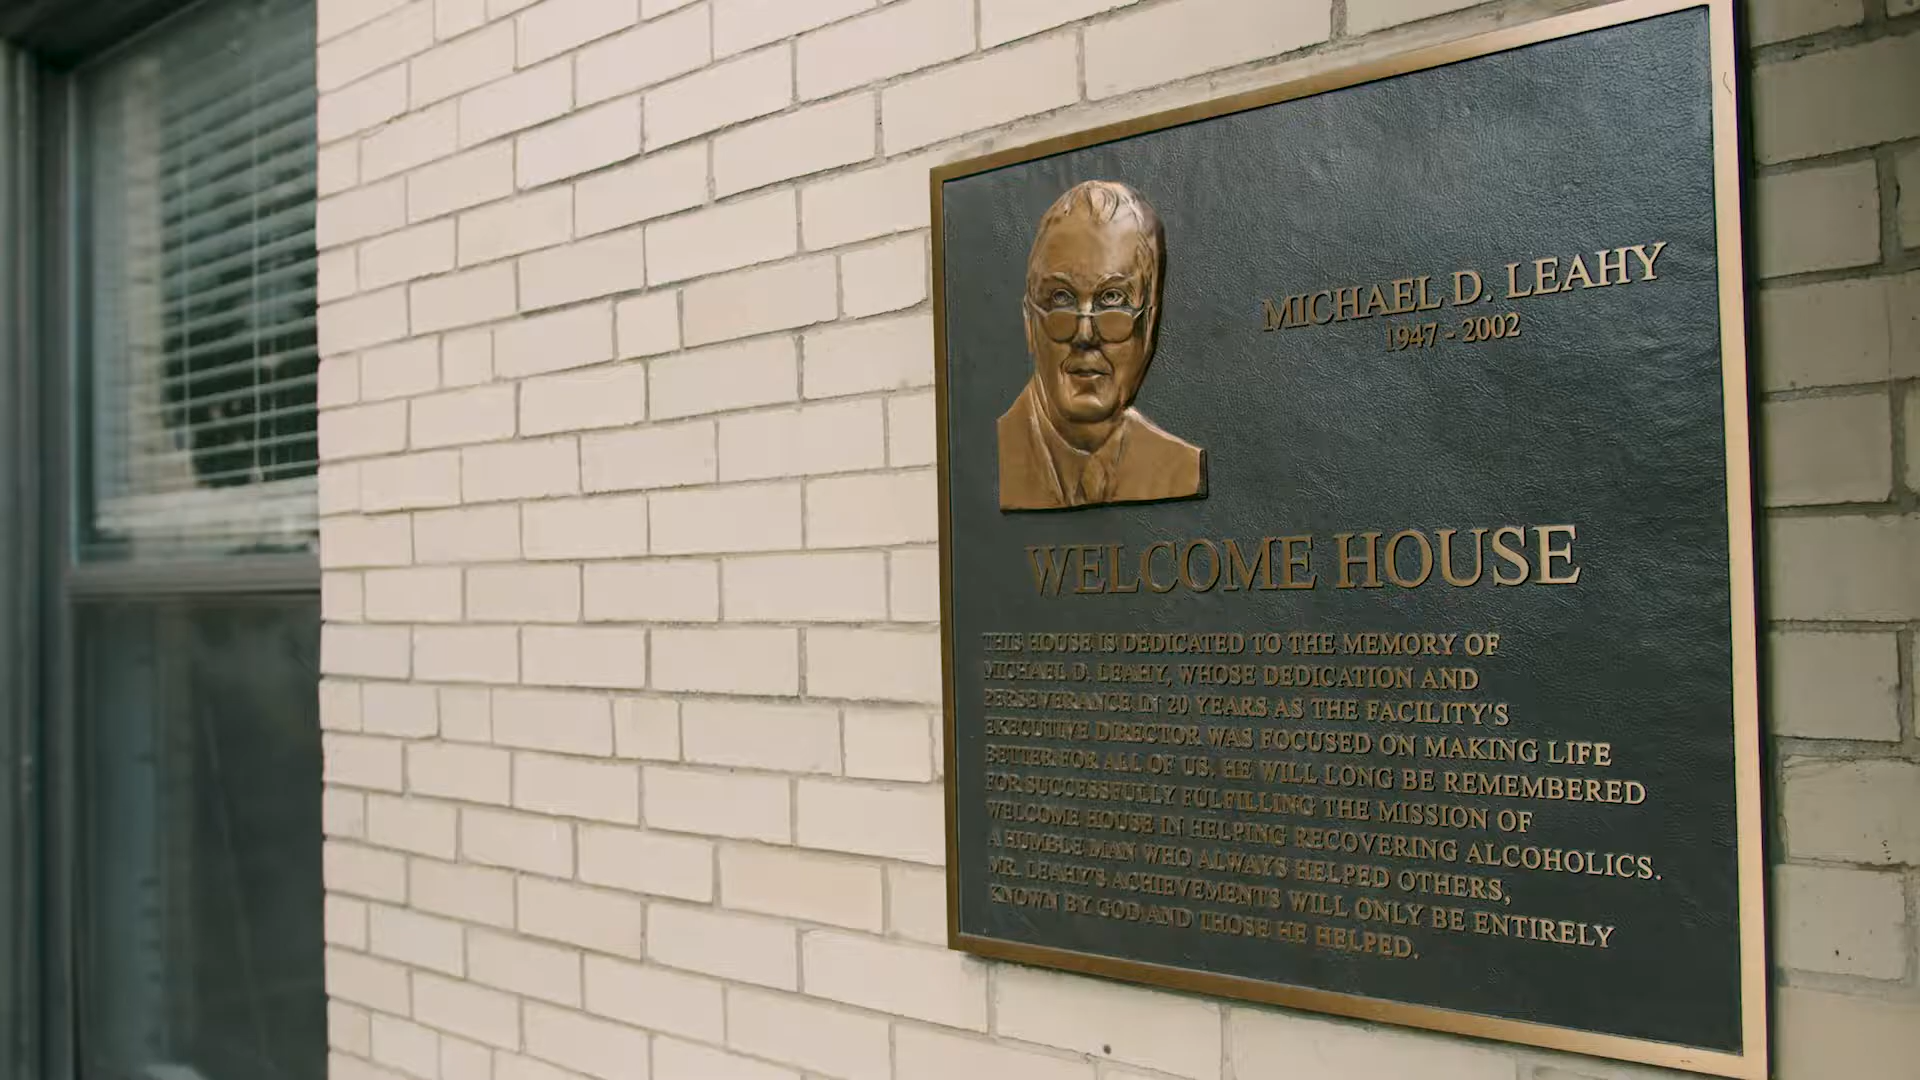 MICHAEL D. LEAHY
1947 - 2002
WELCOME HOUSE
THIS HOUSE IS DEDICATED TO THE MEMORY OF
MICHAEL D. LEAHY, WHOSE DEDICATION AND
PERSEVERANCE IN 20 YEARS AS THE FACILITY'S
EXECUTIVE DIRECTOR WAS FOCUSED ON MAKING LIFE
BETTER FOR ALL OF US. HE WILL LONG BE REMEMBERED
FOR SUCCESSFULLY FULFILLING THE MISSION OF
WELCOME HOUSE IN HELPING RECOVERING ALCOHOLICS.
A HUMBLE MAN WHO ALWAYS HELPED OTHERS,
MR. LEAHY'S ACHIEVEMENTS WILL ONLY BE ENTIRELY
KNOWN BY GOD AND THOSE HE HELPED.